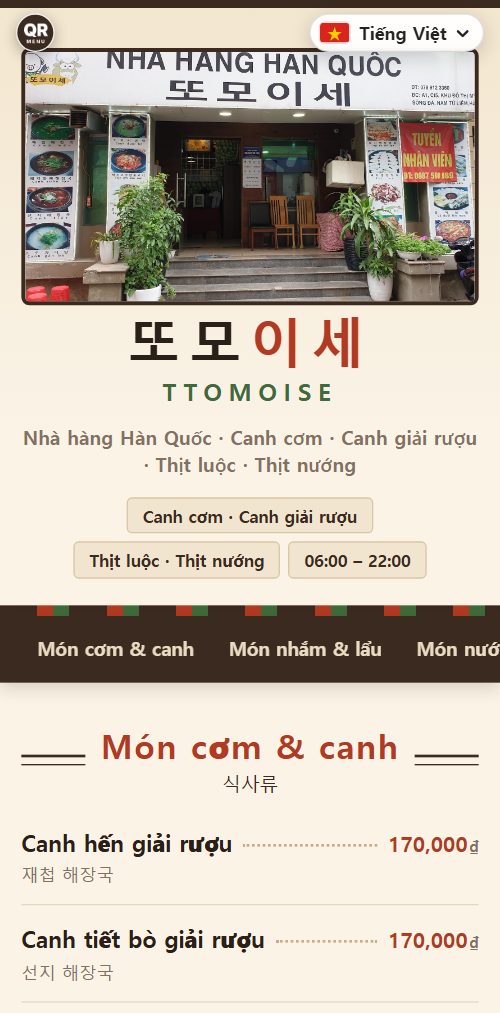 QR
MENU
Tiếng Việt
NHÀ HÀNG HÀN QUỐC
또모이세
TUYỂN
NHÂN VIÊN
또모이세
TTOMOISE
Nhà hàng Hàn Quốc · Canh cơm · Canh giải rượu
· Thịt luộc · Thịt nướng
Canh cơm · Canh giải rượu
Thịt luộc · Thịt nướng
06:00 – 22:00
Món cơm & canh
Món nhắm & lẩu
Món nướ
Món cơm & canh
식사류
Canh hến giải rượu 170,000₫
재첩 해장국
Canh tiết bò giải rượu 170,000₫
선지 해장국